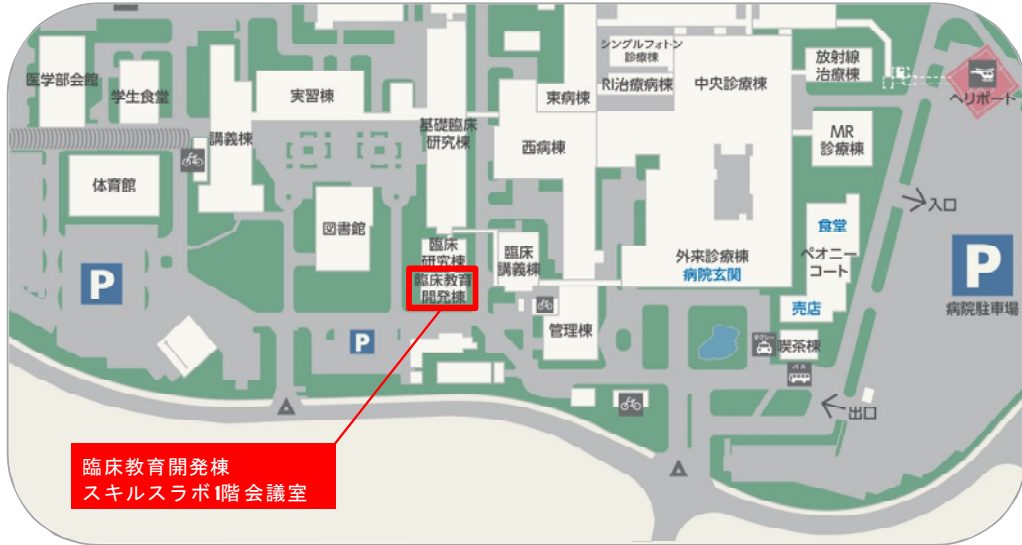 シングルフォトン
診療棟
医学部会館
学生食堂
実習棟
東病棟
RI治療病棟
中央診療棟
放射線
治療棟
ヘリポート
講義棟
基礎臨床
研究棟
西病棟
MR
診療棟
体育館
図書館
臨床
研究棟
臨床教育
開発棟
臨床
講義棟
外来診療棟
病院玄関
食堂
ペオニー
コート
売店
入口
P
P
病院駐車場
P
管理棟
タクシー
喫茶棟
バス
出口
臨床教育開発棟
スキルスラボ1階会議室